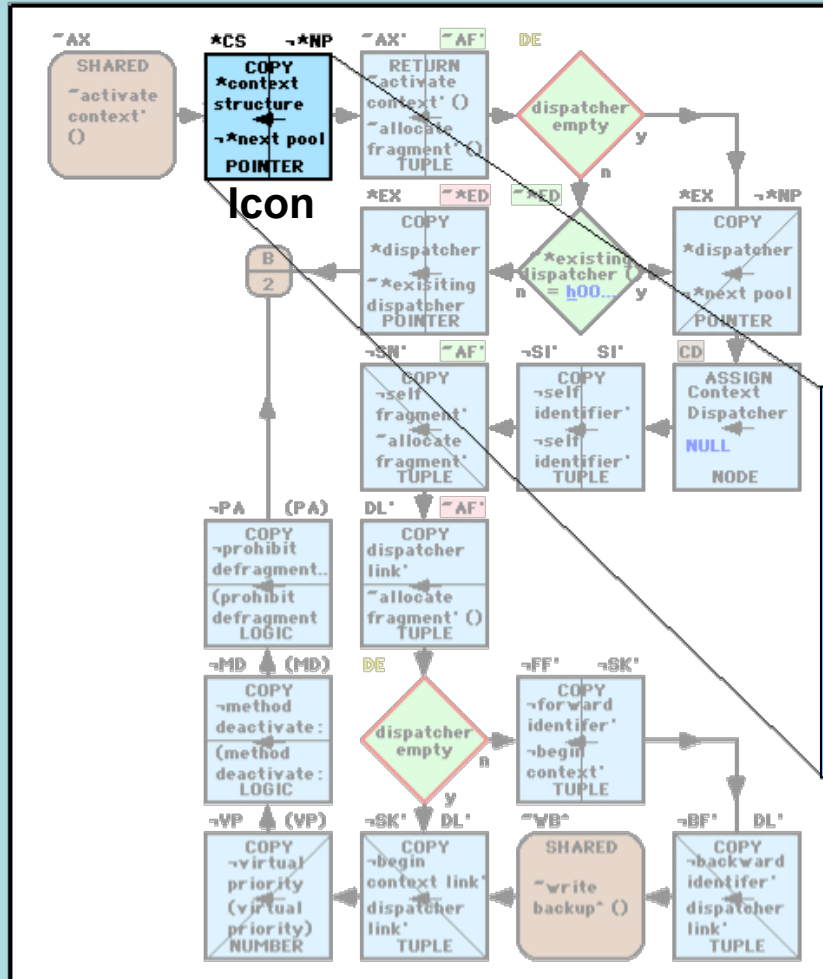 ~AX
*CS ¬*NP
~AX' ~AF'
DE
SHARED
~activate
context'
()
COPY
*context
structure
¬*next pool
POINTER
Icon
RETURN
~activate
context' ()
~allocate
fragment' ()
TUPLE
dispatcher
empty
y
n
*EX ~*ED
~*ED
*EX ¬*NP
B
2
COPY
*dispatcher
~*exisiting
dispatcher
POINTER
*existing
dispatcher (
= h00...
n
y
COPY
*dispatcher
¬*next pool
POINTER
¬SN' ~AF'
¬SI' SI'
CD
COPY
¬self
fragment'
~allocate
fragment'
TUPLE
COPY
¬self
identifier'
¬self
identifier'
TUPLE
ASSIGN
Context
Dispatcher
NULL
NODE
¬PA (PA)
DL' ~AF'
COPY
¬prohibit
defragment..
(prohibit
defragment
LOGIC
COPY
dispatcher
link'
~allocate
fragment' ()
TUPLE
¬MD (MD)
DE
¬FF' ¬SK'
COPY
¬method
deactivate:
(method
deactivate:
LOGIC
dispatcher
empty
n
y
COPY
¬forward
identifer'
¬begin
context'
TUPLE
¬VP (VP)
¬SK' DL'
~WB^
¬BF' DL'
COPY
¬virtual
priority
(virtual
priority)
NUMBER
COPY
¬begin
context link'
dispatcher
link'
TUPLE
SHARED
~write
backup^ ()
COPY
¬backward
identifer'
dispatcher
link'
TUPLE